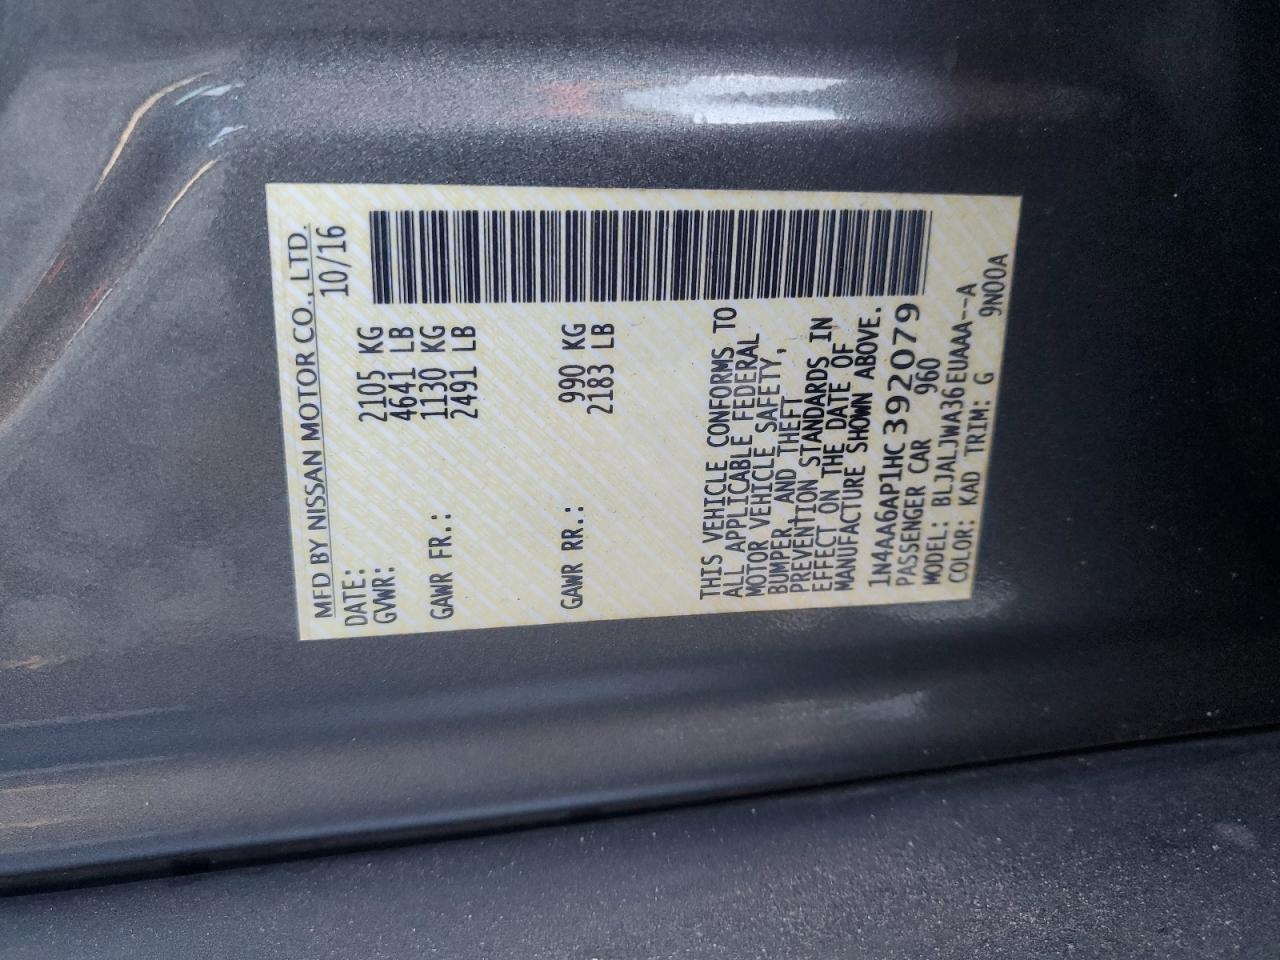 MFD BY NISSAN MOTOR CO., LTD.
DATE: 10/16
GVWR: 2105 KG
4641 LB
GAWR FR.: 1130 KG
2491 LB
GAWR RR.: 990 KG
2183 LB
THIS VEHICLE CONFORMS TO
ALL APPLICABLE FEDERAL
MOTOR VEHICLE SAFETY,
BUMPER, AND THEFT
PREVENTION STANDARDS IN
EFFECT ON THE DATE OF
MANUFACTURE SHOWN ABOVE.
1N4AA6AP1HC392079
PASSENGER CAR 960
MODEL: BLJALJWA36EUAAA--A
COLOR: KAD TRIM: G 9N00A